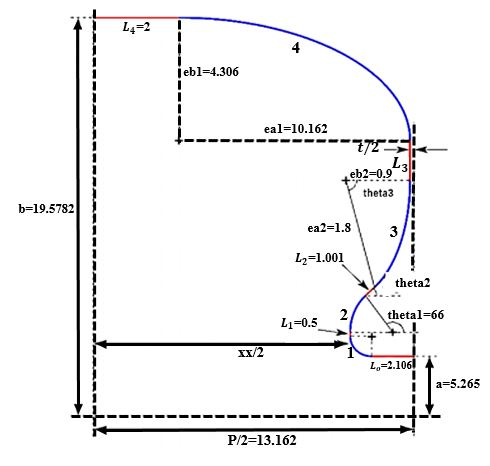 L4=2
4
eb1=4.306
ea1=10.162
t/2
L3
eb2=0.9
theta3
b=19.5782
ea2=1.8
3
L2=1.001
theta2
2
theta1=66
L1=0.5
1
xx/2
Lo=2.106
a=5.265
P/2=13.162